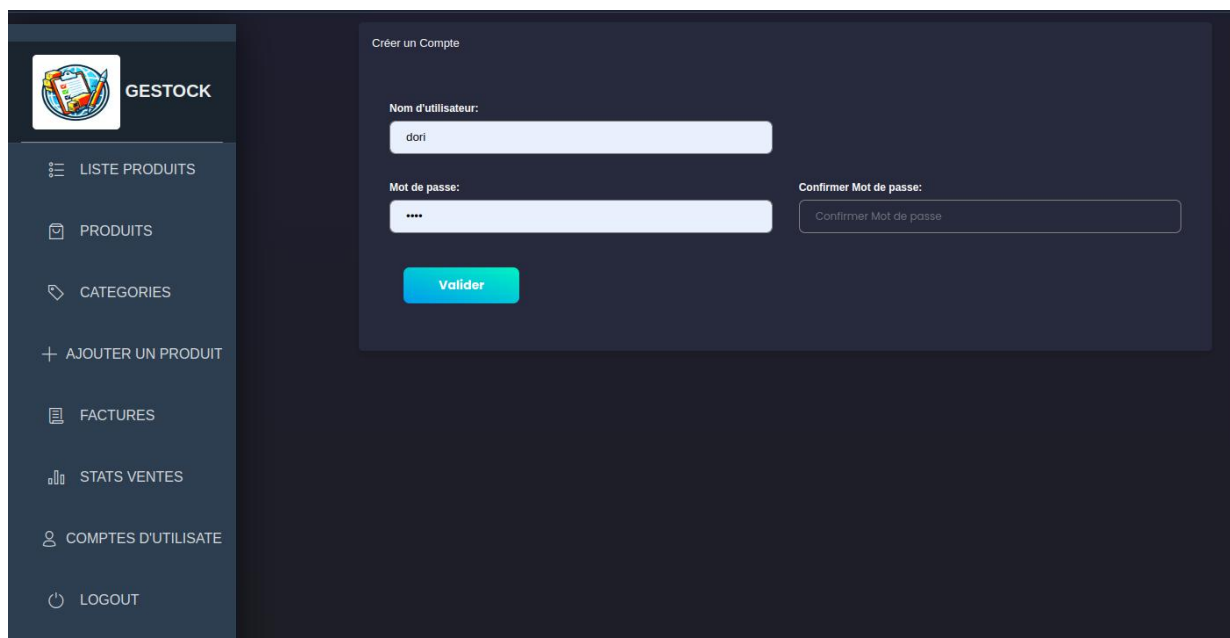 GESTOCK
LISTE PRODUITS
PRODUITS
CATEGORIES
AJOUTER UN PRODUIT
FACTURES
STATS VENTES
COMPTES D'UTILISATE
LOGOUT
Créer un Compte
Nom d'utilisateur:
dori
Mot de passe:
••••
Confirmer Mot de passe:
Confirmer Mot de passe
Valider